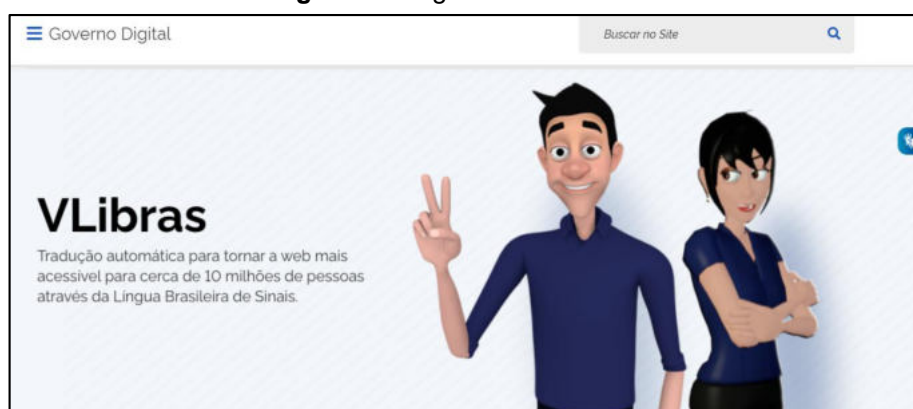 Governo Digital
Buscar no Site
VLibras
Tradução automática para tornar a web mais
acessível para cerca de 10 milhões de pessoas
através da Língua Brasileira de Sinais.